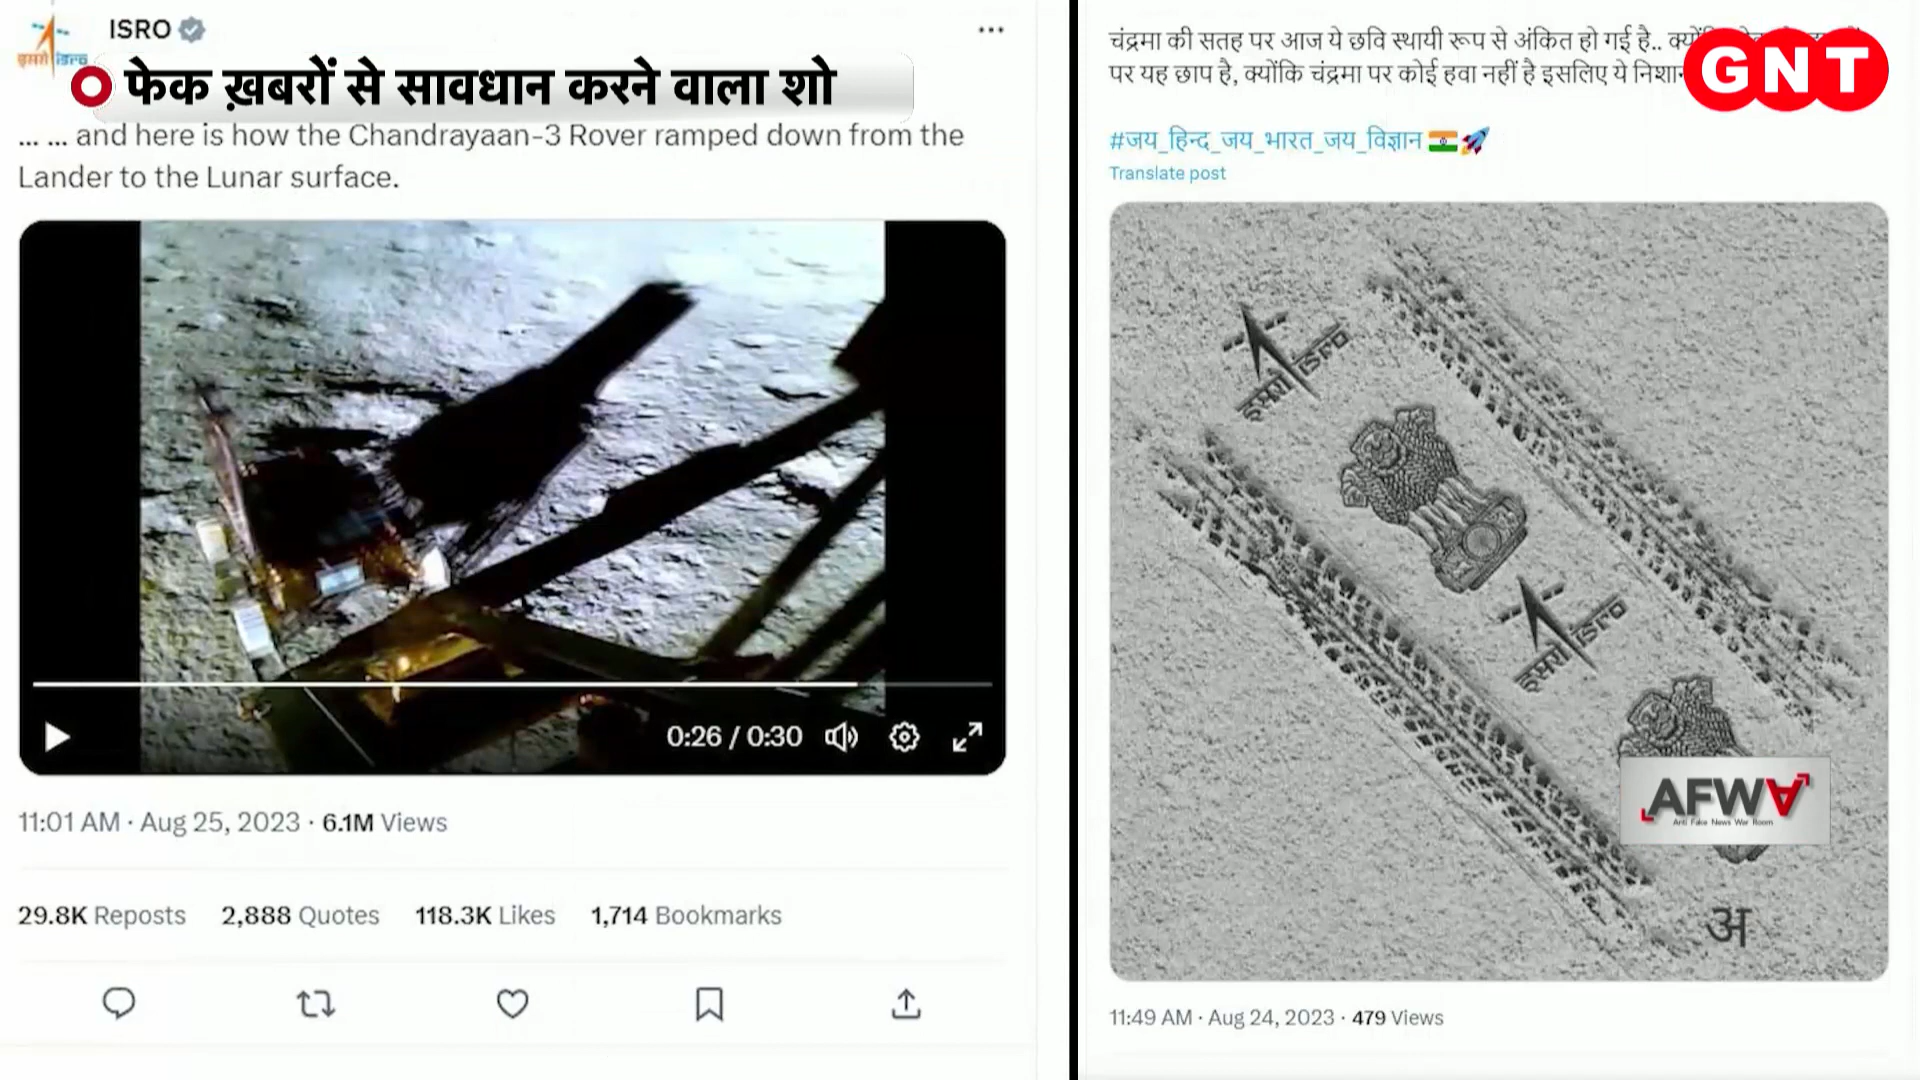 ISRO
इसरो isro
फेक ख़बरों से सावधान करने वाला शो
... ... and here is how the Chandrayaan-3 Rover ramped down from the
Lander to the Lunar surface.
0:26 / 0:30
11:01 AM · Aug 25, 2023 · 6.1M Views
29.8K Reposts 2,888 Quotes 118.3K Likes 1,714 Bookmarks
चंद्रमा की सतह पर आज ये छवि स्थायी रूप से अंकित हो गई है..
पर यह छाप है, क्योंकि चंद्रमा पर कोई हवा नहीं है इसलिए ये
GNT
#जय_हिन्द_जय_भारत_जय_विज्ञान
Translate post
इसरो isro
इसरो isro
AFWA
Anti Fake News War Room
अ
11:49 AM · Aug 24, 2023 · 479 Views